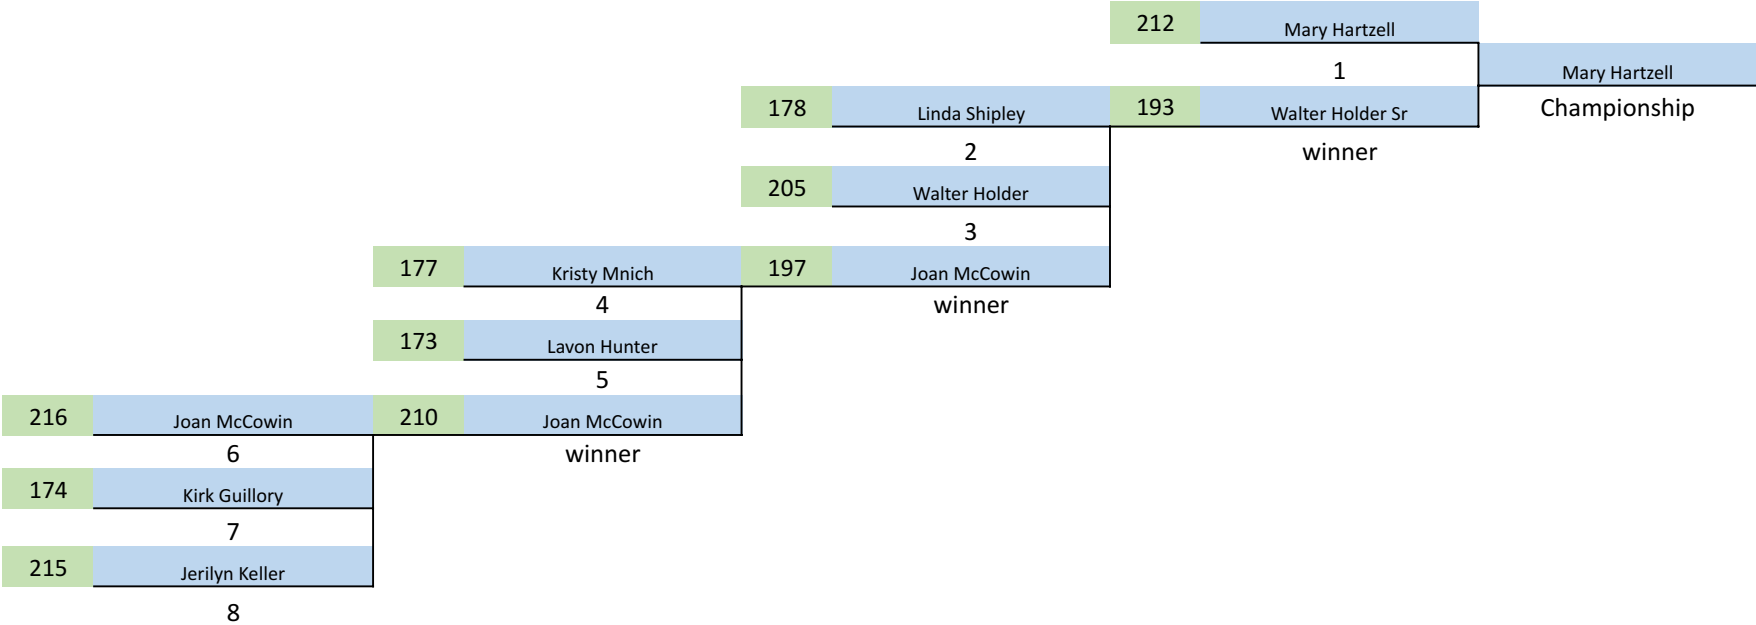 212 Mary Hartzell
1 Mary Hartzell
178 Linda Shipley 193 Walter Holder Sr Championship
2 winner
205 Walter Holder
3
177 Kristy Mnich 197 Joan McCowin
4 winner
173 Lavon Hunter
5
216 Joan McCowin 210 Joan McCowin
6 winner
174 Kirk Guillory
7
215 Jerilyn Keller
8